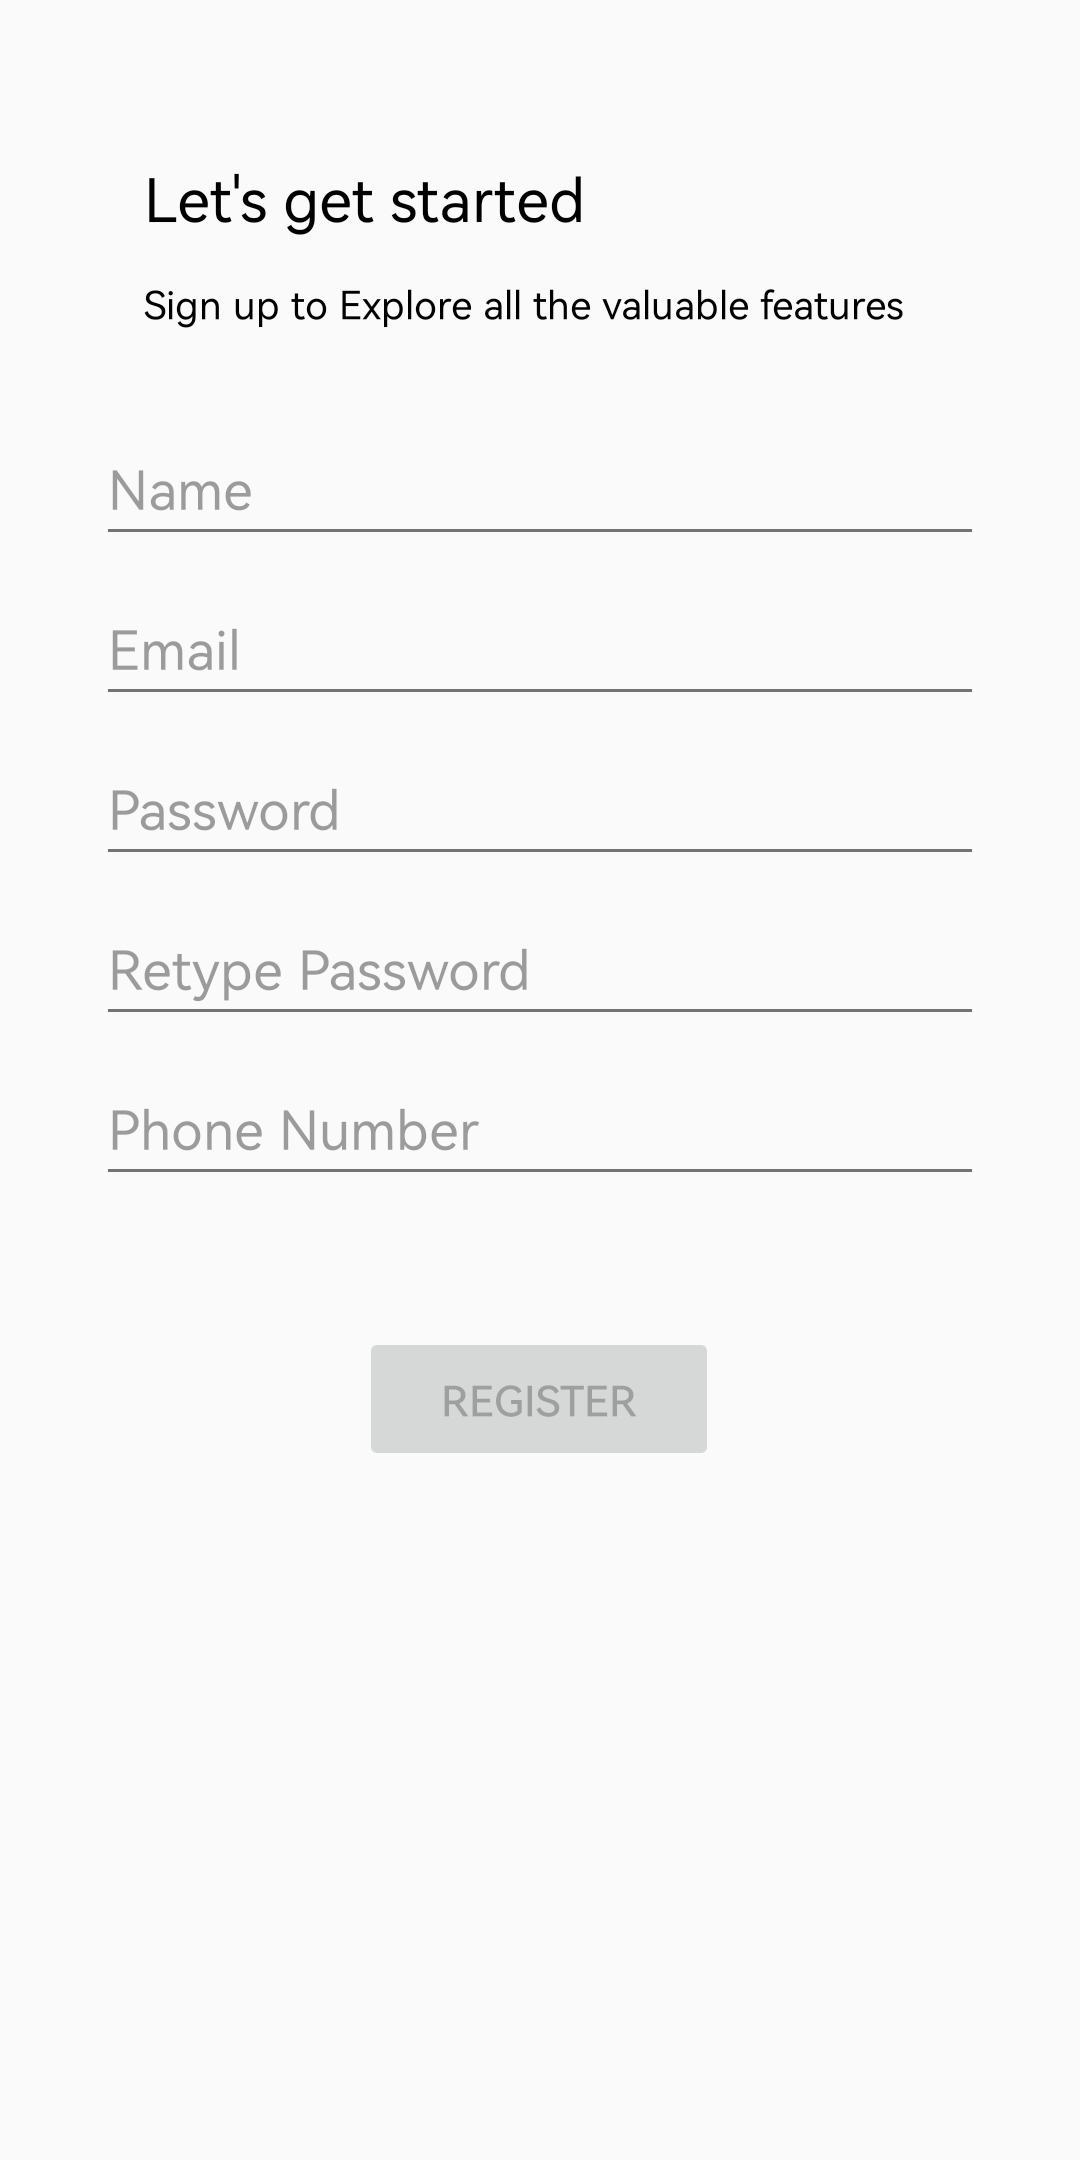 Let's get started
Sign up to Explore all the valuable features
Name
Email
Password
Retype Password
Phone Number
REGISTER